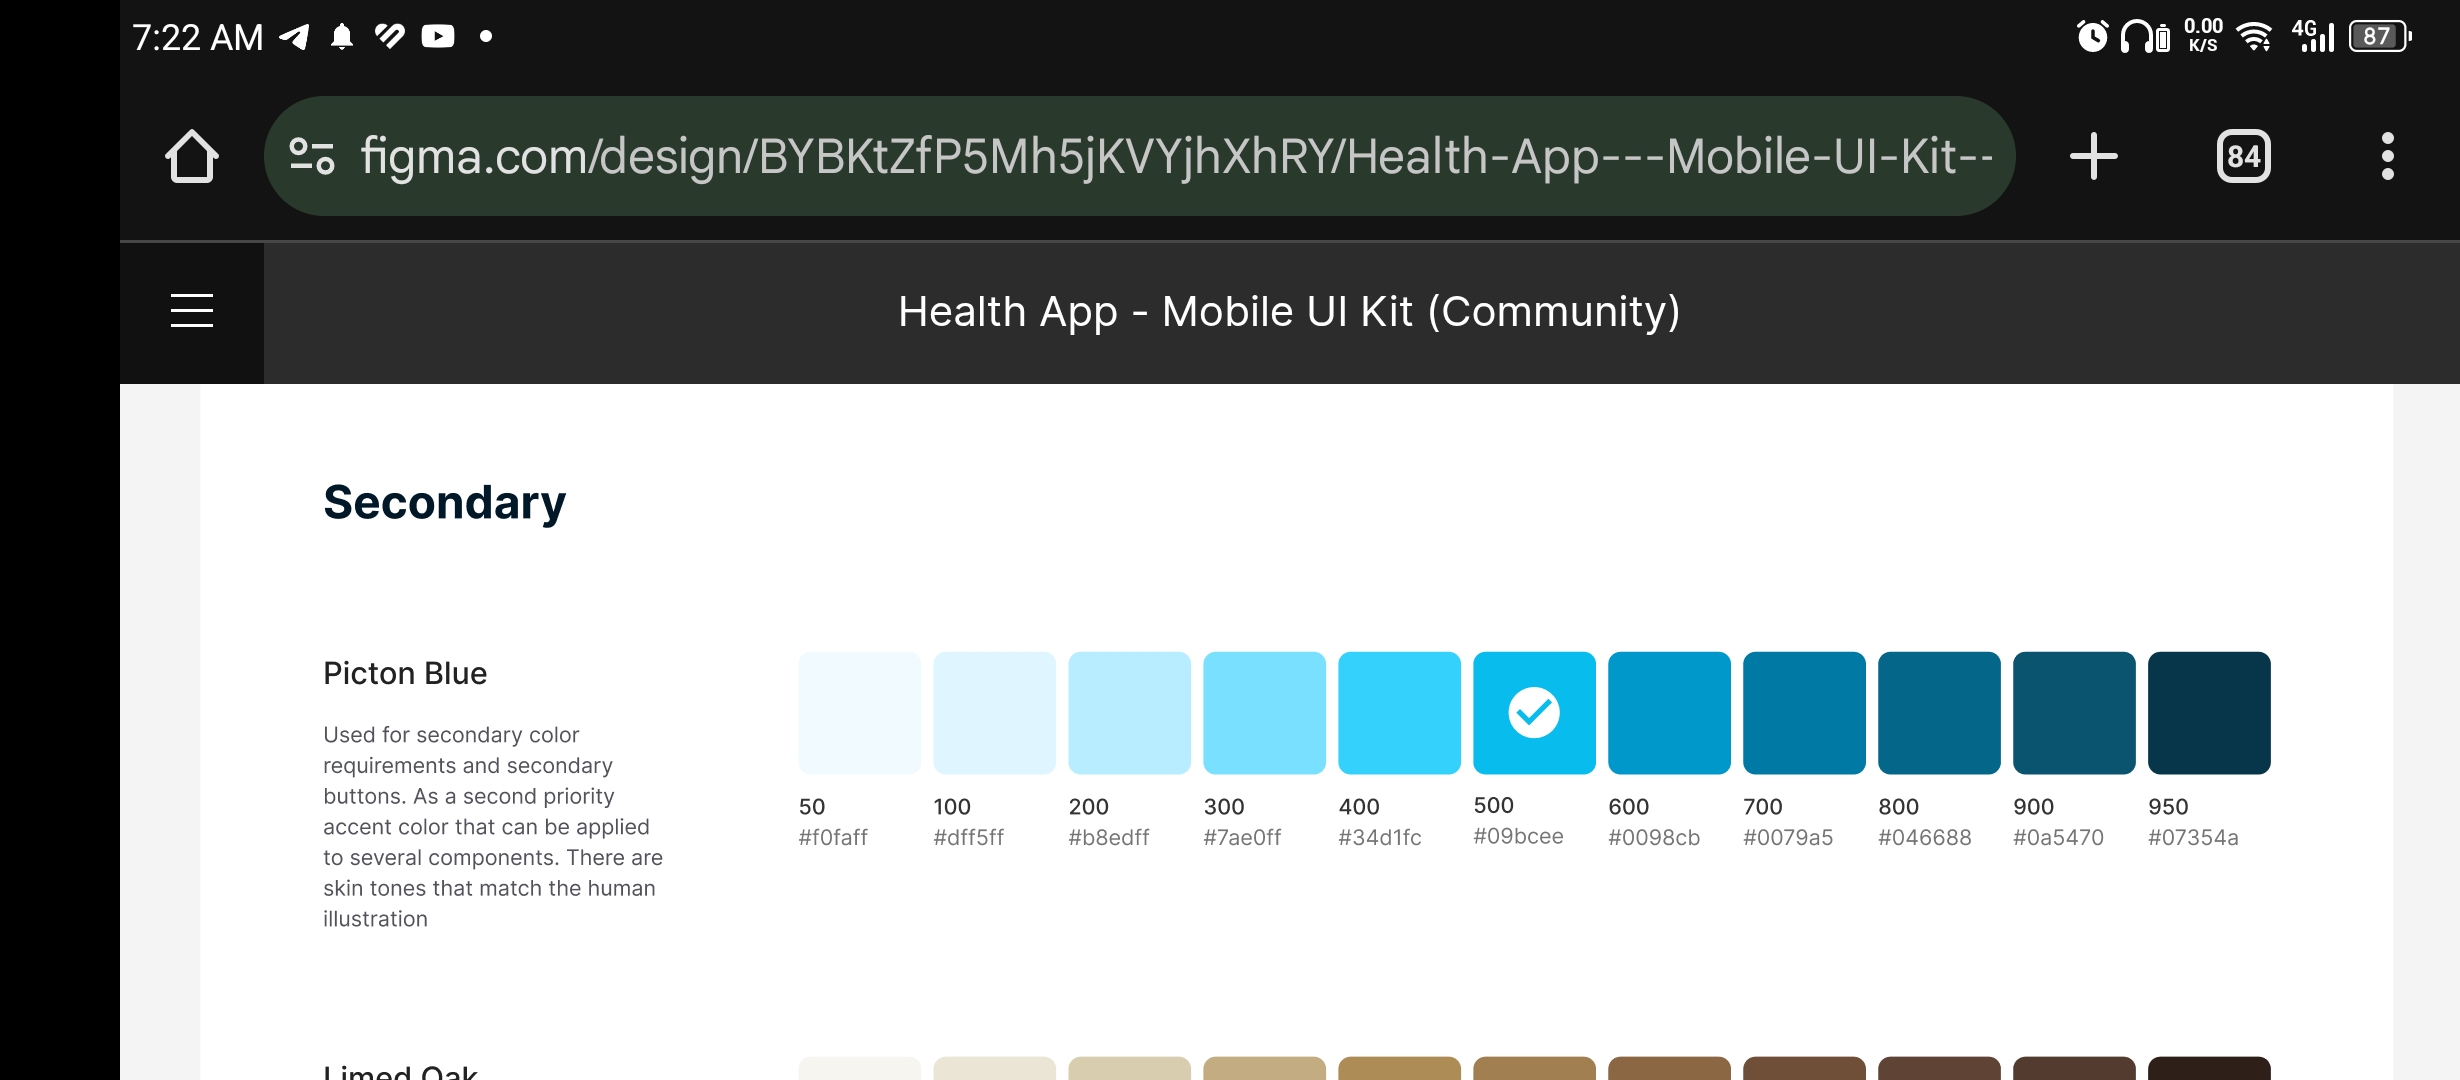 7:22 AM
0.00
K/S
4G
87
figma.com/design/BYBKtZfP5Mh5jKVYjhXhRY/Health-App---Mobile-UI-Kit--
84
Health App - Mobile UI Kit (Community)
Secondary
Picton Blue
Used for secondary color
requirements and secondary
buttons. As a second priority
accent color that can be applied
to several components. There are
skin tones that match the human
illustration
50 100 200 300 400 500 600 700 800 900 950
#f0faff #dff5ff #b8edff #7ae0ff #34d1fc #09bcee #0098cb #0079a5 #046688 #0a5470 #07354a
Limed Oak